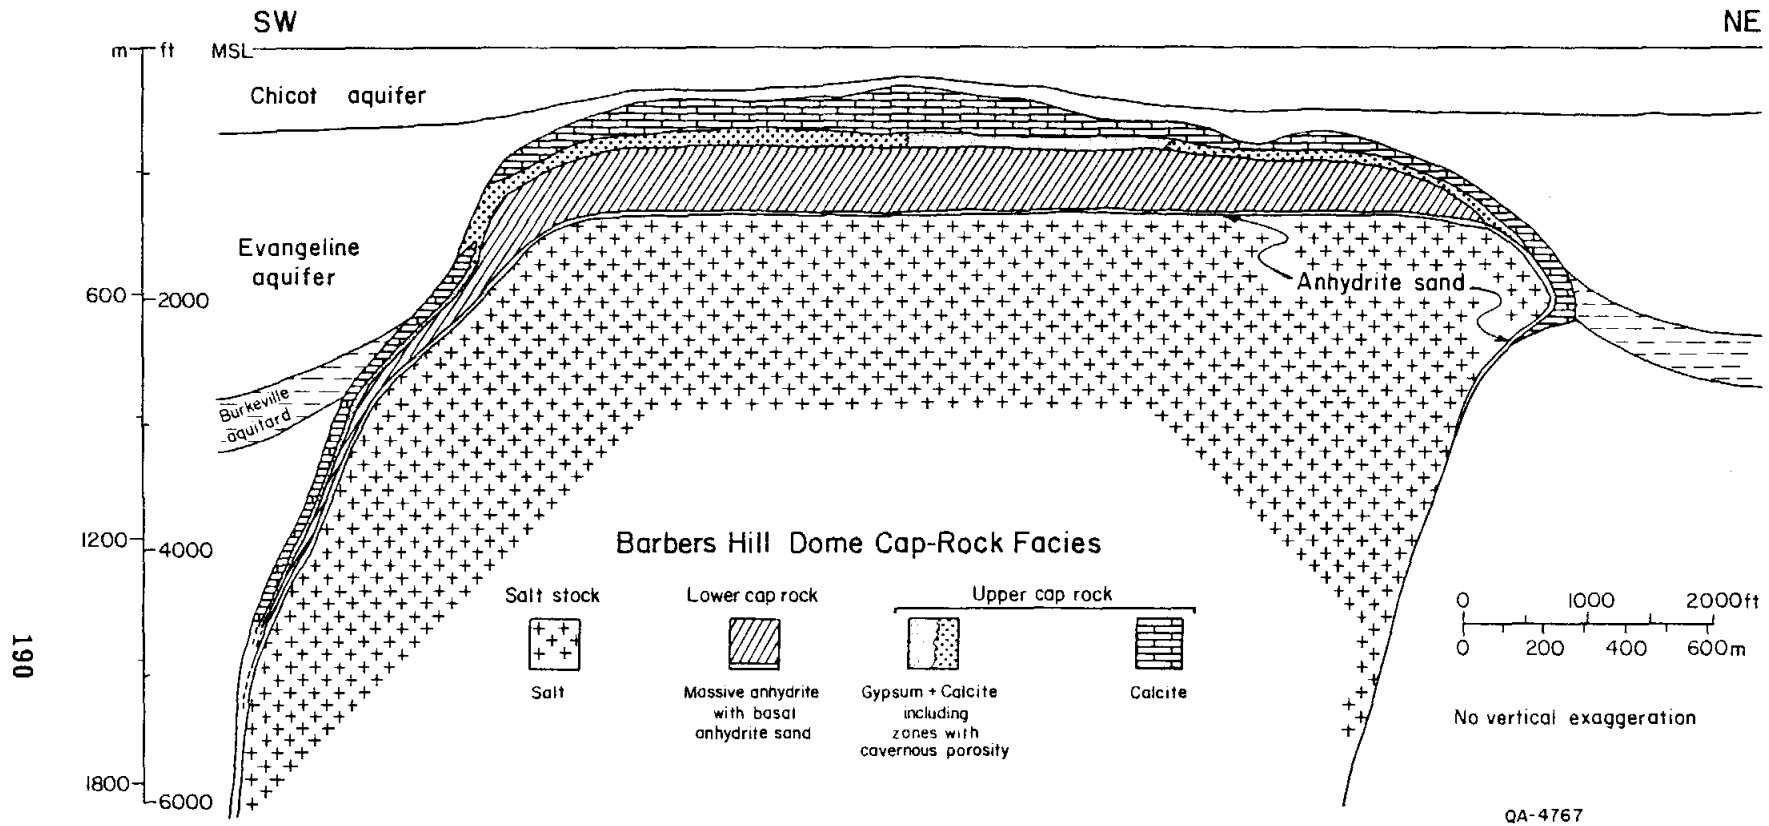 SW
NE
m ft MSL
Chicot aquifer
Evangeline
aquifer
Anhydrite sand
600 2000
Burkeville
aquitard
1200 4000
Barbers Hill Dome Cap-Rock Facies
Salt stock Lower cap rock Upper cap rock
Salt
Massive anhydrite
with basal
anhydrite sand
Gypsum + Calcite
including
zones with
cavernous porosity
Calcite
0 1000 2000ft
0 200 400 600m
No vertical exaggeration
190
1800 6000
QA-4767